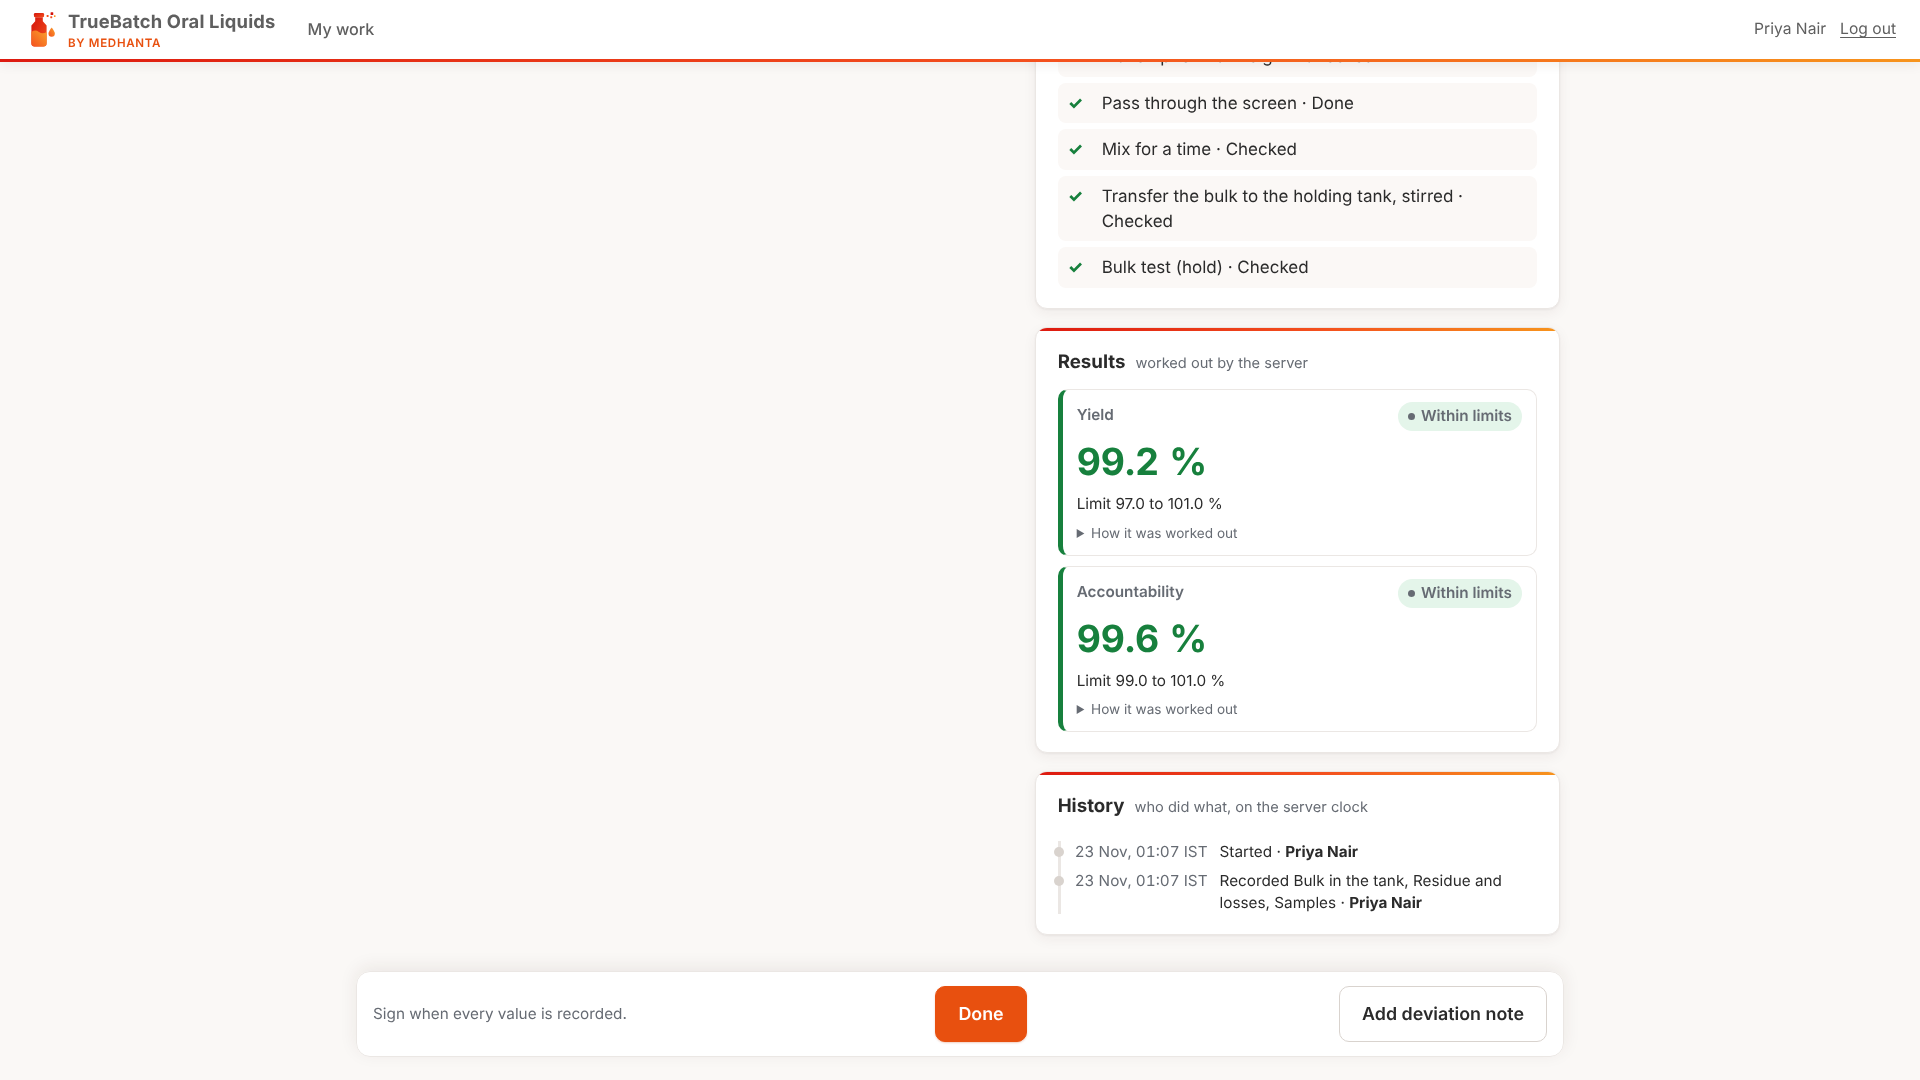 TrueBatch Oral Liquids
BY MEDHANTA
My work
Priya Nair
Log out
Pass through the screen · Done
Mix for a time · Checked
Transfer the bulk to the holding tank, stirred ·
Checked
Bulk test (hold) · Checked
Results worked out by the server
Yield
Within limits
99.2 %
Limit 97.0 to 101.0 %
How it was worked out
Accountability
Within limits
99.6 %
Limit 99.0 to 101.0 %
How it was worked out
History who did what, on the server clock
23 Nov, 01:07 IST Started · Priya Nair
23 Nov, 01:07 IST Recorded Bulk in the tank, Residue and
losses, Samples · Priya Nair
Sign when every value is recorded.
Done
Add deviation note